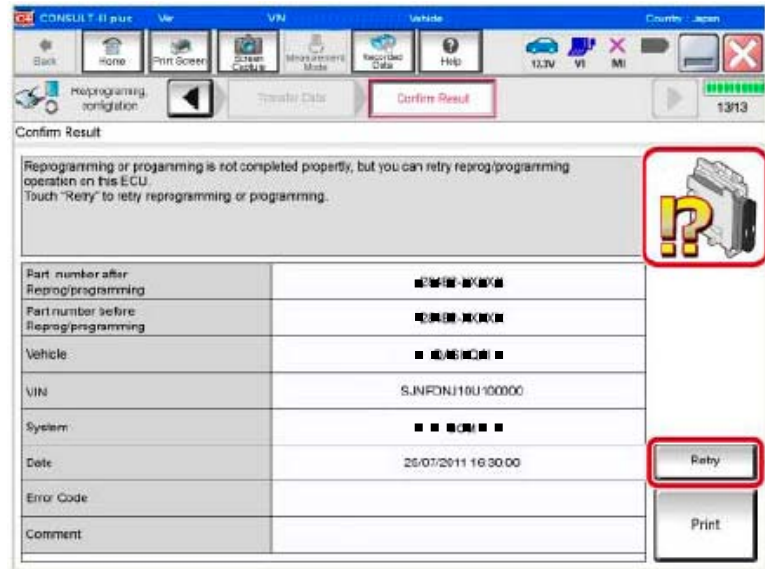 CONSULT-III plus Ver VIN Vehicle Country : Japan
Back Home Print Screen Screen Capture Measurement Mode Recorded Data Help 12.3V VI MI
Reprograming, configlation Transfer Data Confirm Result 13/13
Confirm Result
Reprogramming or progamming is not completed propertly, but you can retry reprog/programming
operation on this ECU.
Touch "Retry" to retry reprogramming or programming.
!?
Part number after
Reprog/programming
Part number before
Reprog/programming
Vehicle
VIN SJNFDNJ10U100000
System
Date 26/07/2011 16:30:00
Retry
Error Code
Comment
Print